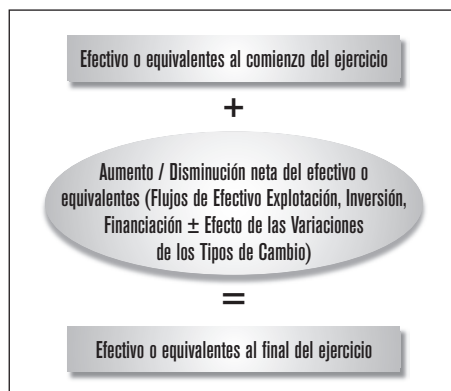 Efectivo o equivalentes al comienzo del ejercicio
+
Aumento / Disminución neta del efectivo o
equivalentes (Flujos de Efectivo Explotación, Inversión,
Financiación ± Efecto de las Variaciones
de los Tipos de Cambio)
=
Efectivo o equivalentes al final del ejercicio